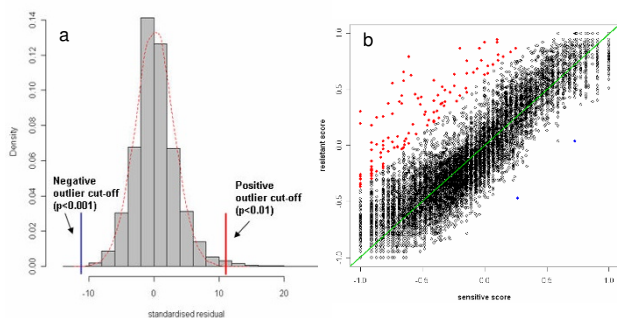 a
0.14
0.12
0.10
0.08
0.06
0.04
0.02
0.00
Density
Negative
outlier cut-off
(p<0.001)
Positive
outlier cut-off
(p<0.01)
-10
0
10
20
standardised residual
b
1.0
0.5
0.0
-0.5
-1.0
resistant score
-1.0
-0.5
0.0
0.5
1.0
sensitive score